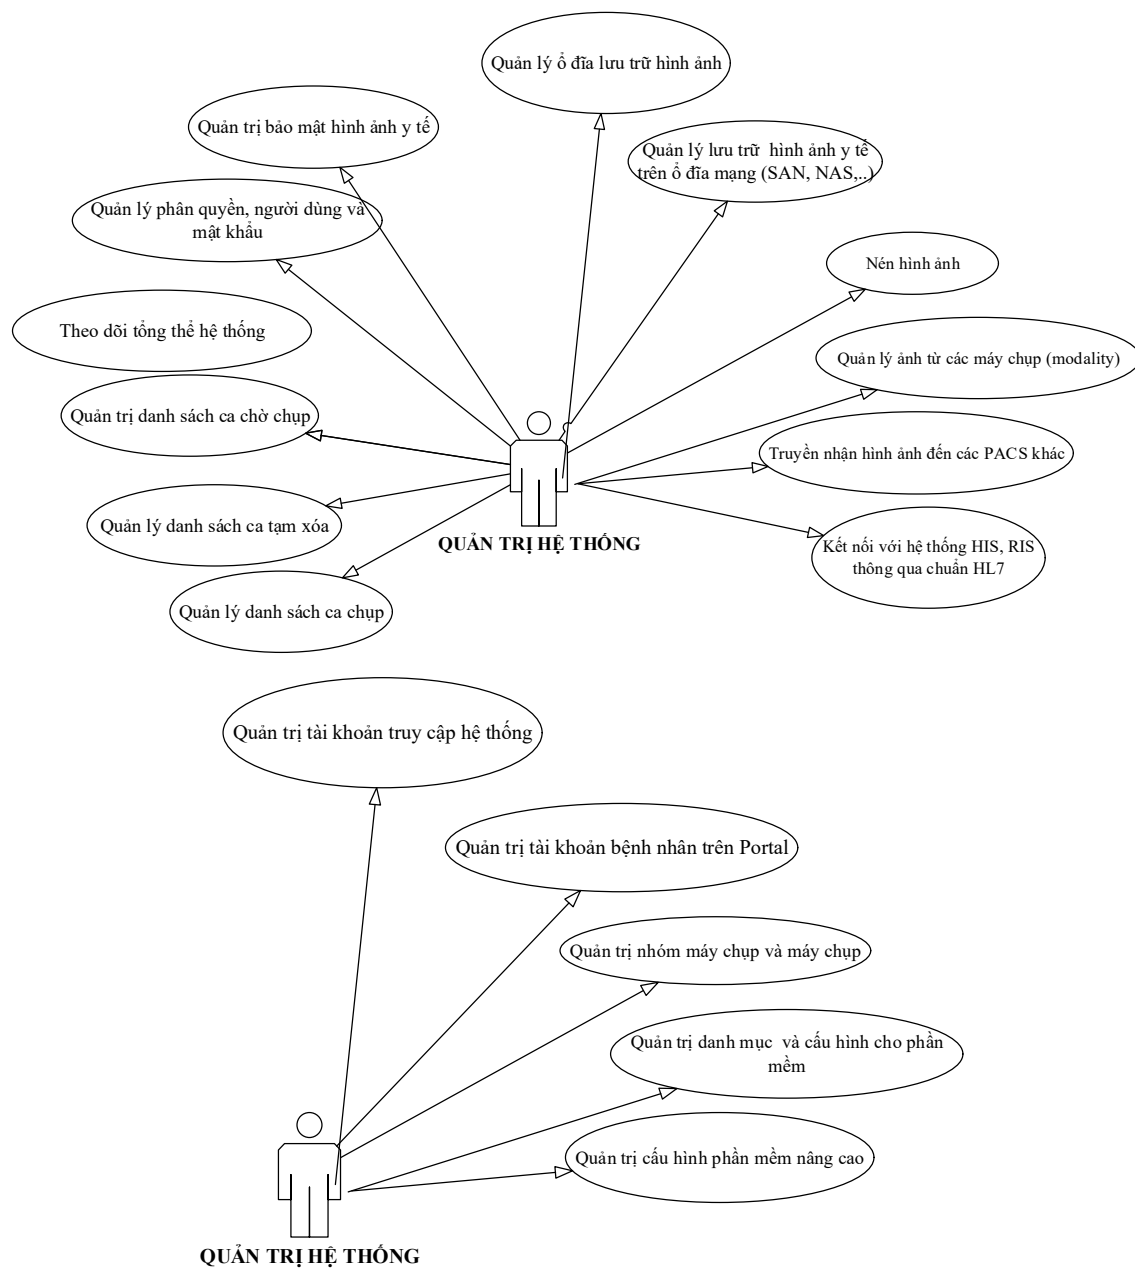 Quản lý ổ đĩa lưu trữ hình ảnh
Quản trị bảo mật hình ảnh y tế
Quản lý lưu trữ hình ảnh y tế
trên ổ đĩa mạng (SAN, NAS,..)
Quản lý phân quyền, người dùng và
mật khẩu
Nén hình ảnh
Theo dõi tổng thể hệ thống
Quản lý ảnh từ các máy chụp (modality)
Quản trị danh sách ca chờ chụp
Truyền nhận hình ảnh đến các PACS khác
Quản lý danh sách ca tạm xóa
QUẢN TRỊ HỆ THỐNG
Kết nối với hệ thống HIS, RIS
thông qua chuẩn HL7
Quản lý danh sách ca chụp
Quản trị tài khoản truy cập hệ thống
Quản trị tài khoản bệnh nhân trên Portal
Quản trị nhóm máy chụp và máy chụp
Quản trị danh mục và cấu hình cho phần
mềm
Quản trị cấu hình phần mềm nâng cao
QUẢN TRỊ HỆ THỐNG